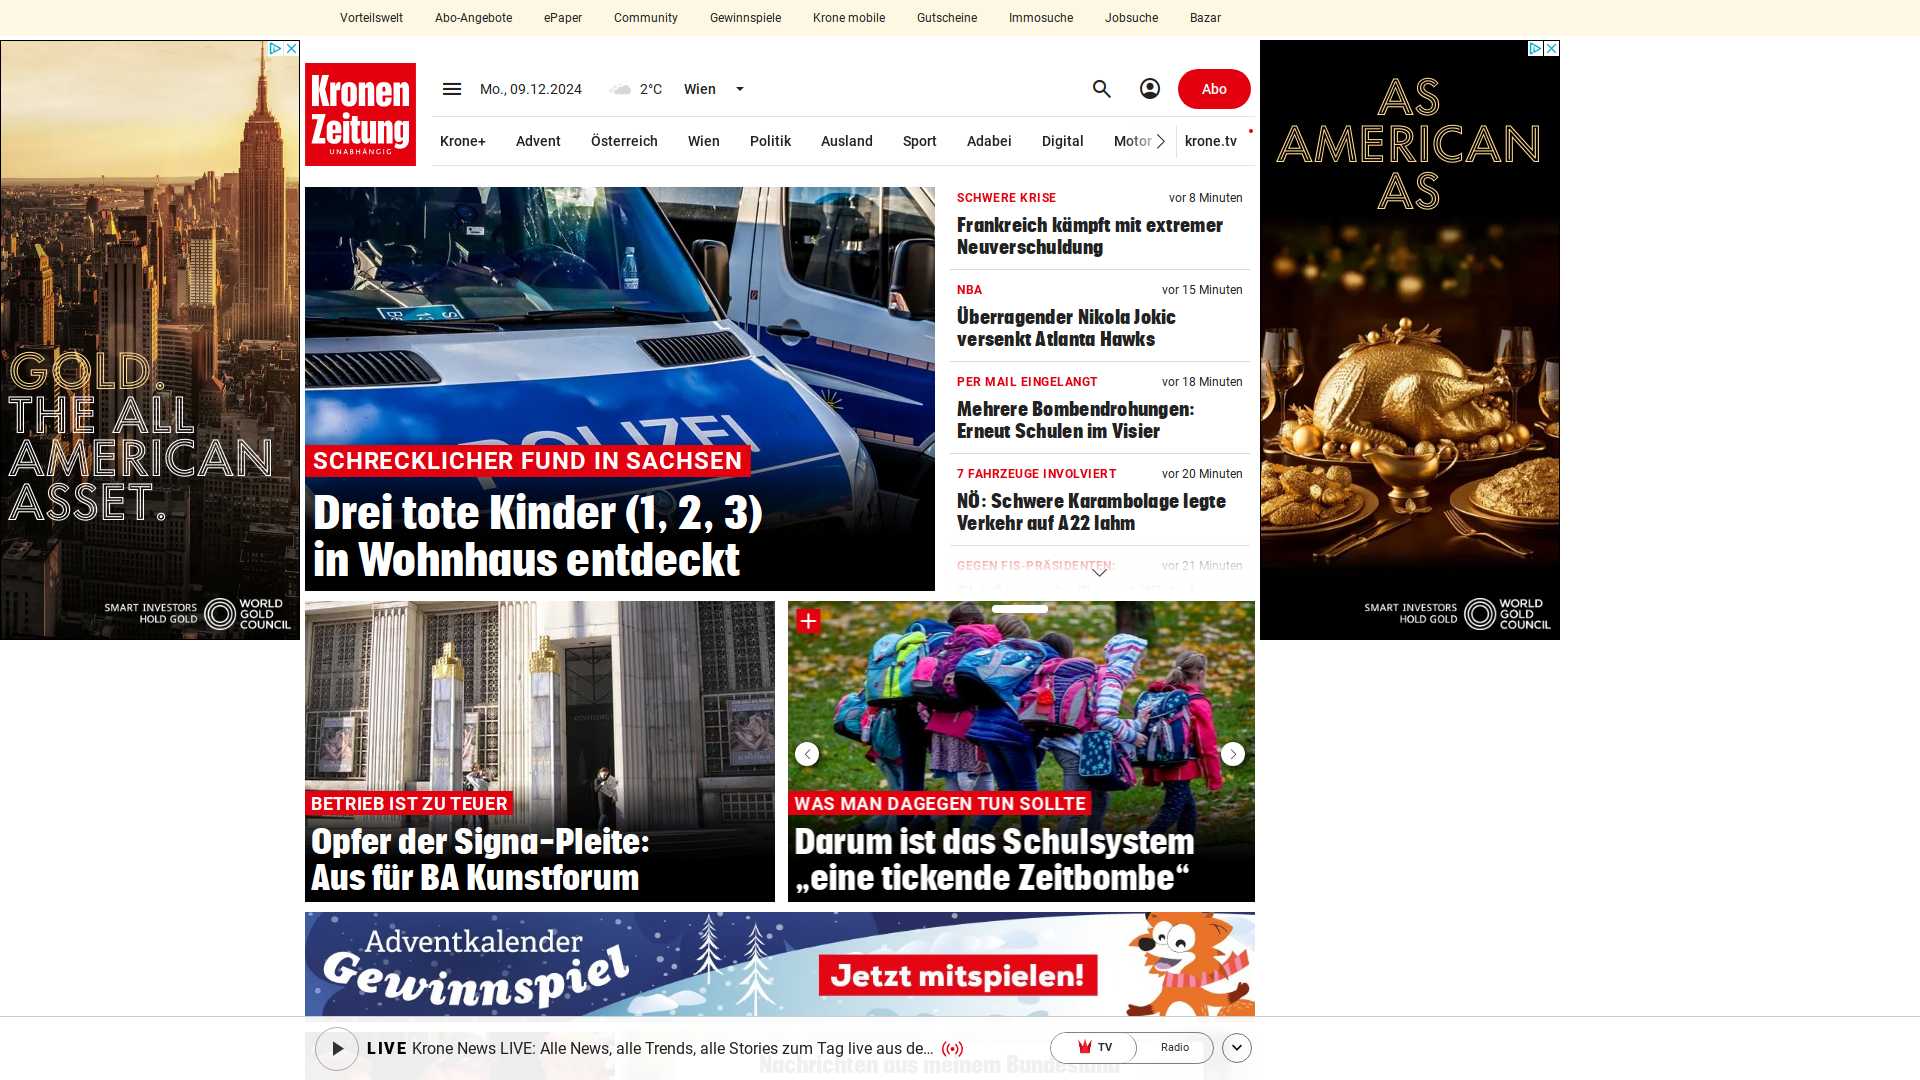 Vorteilswelt
Abo-Angebote
ePaper
Community
Gewinnspiele
Krone mobile
Gutscheine
Immosuche
Jobsuche
Bazar
Kronen
Zeitung
UNABHÄNGIG
Mo., 09.12.2024
2°C
Wien
Abo
Krone+
Advent
Österreich
Wien
Politik
Ausland
Sport
Adabei
Digital
Motor
krone.tv
GOLD.
THE ALL
AMERICAN
ASSET.
SMART INVESTORS
HOLD GOLD
WORLD
GOLD
COUNCIL
AS
AMERICAN
AS
SMART INVESTORS
HOLD GOLD
WORLD
GOLD
COUNCIL
POLIZEI
SCHRECKLICHER FUND IN SACHSEN
Drei tote Kinder (1, 2, 3)
in Wohnhaus entdeckt
SCHWERE KRISE
vor 8 Minuten
Frankreich kämpft mit extremer
Neuverschuldung
NBA
vor 15 Minuten
Überragender Nikola Jokic
versenkt Atlanta Hawks
PER MAIL EINGELANGT
vor 18 Minuten
Mehrere Bombendrohungen:
Erneut Schulen im Visier
7 FAHRZEUGE INVOLVIERT
vor 20 Minuten
NÖ: Schwere Karambolage legte
Verkehr auf A22 lahm
GEGEN FIS-PRÄSIDENTEN:
vor 21 Minuten
BETRIEB IST ZU TEUER
Opfer der Signa-Pleite:
Aus für BA Kunstforum
WAS MAN DAGEGEN TUN SOLLTE
Darum ist das Schulsystem
„eine tickende Zeitbombe“
Adventkalender
Gewinnspiel
Jetzt mitspielen!
LIVE Krone News LIVE: Alle News, alle Trends, alle Stories zum Tag live aus de...
TV
Radio
Nachrichten aus meinem Bundesland